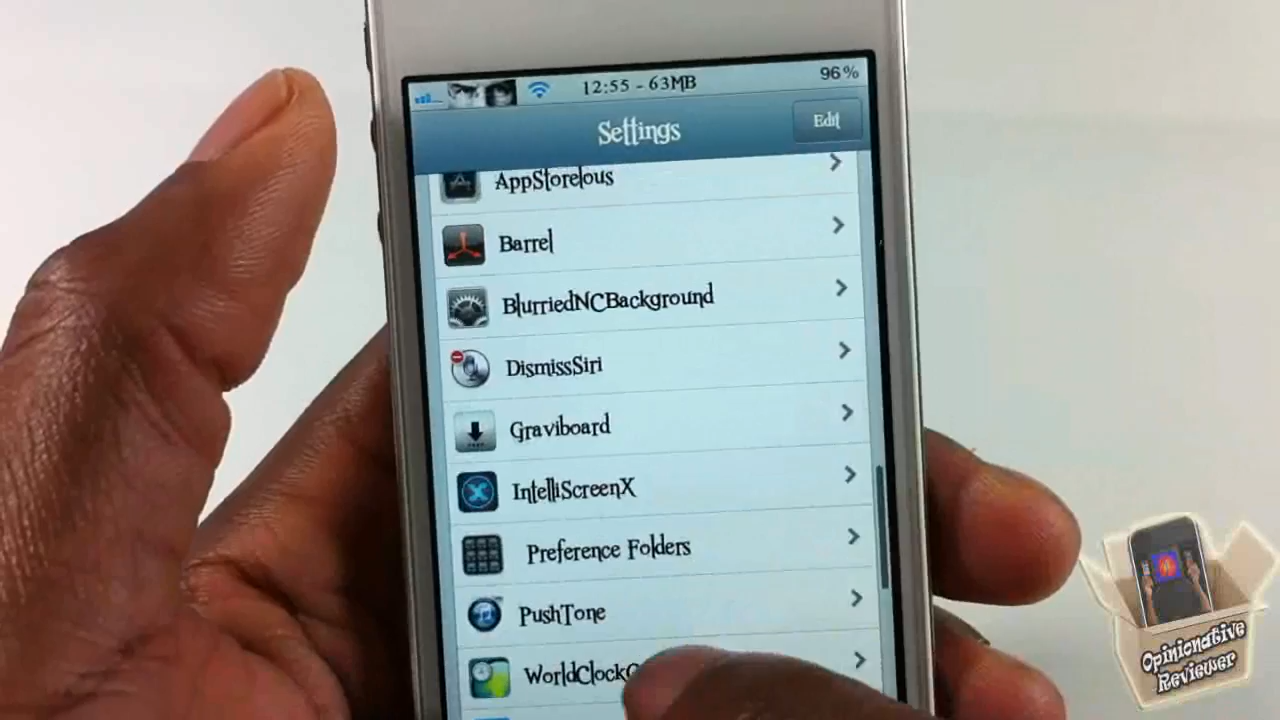 12:55 - 63MB
96%
Settings
Edit
AppStorelous
Barrel
BlurriedNCBackground
DismissSiri
Graviboard
IntelliScreenX
Preference Folders
PushTone
Opinionative
Reviewer